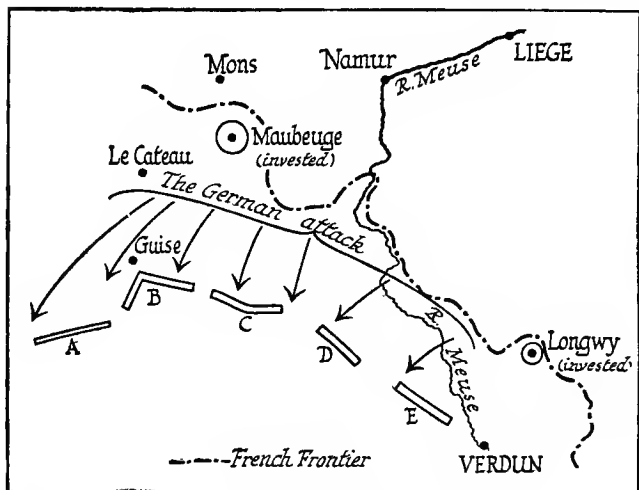 Mons
Namur
LIEGE
R. Meuse
Maubeuge
(invested)
Le Cateau
The German attack
Guise
B
A
C
D
R. Meuse
Longwy
(invested)
E
French Frontier
VERDUN